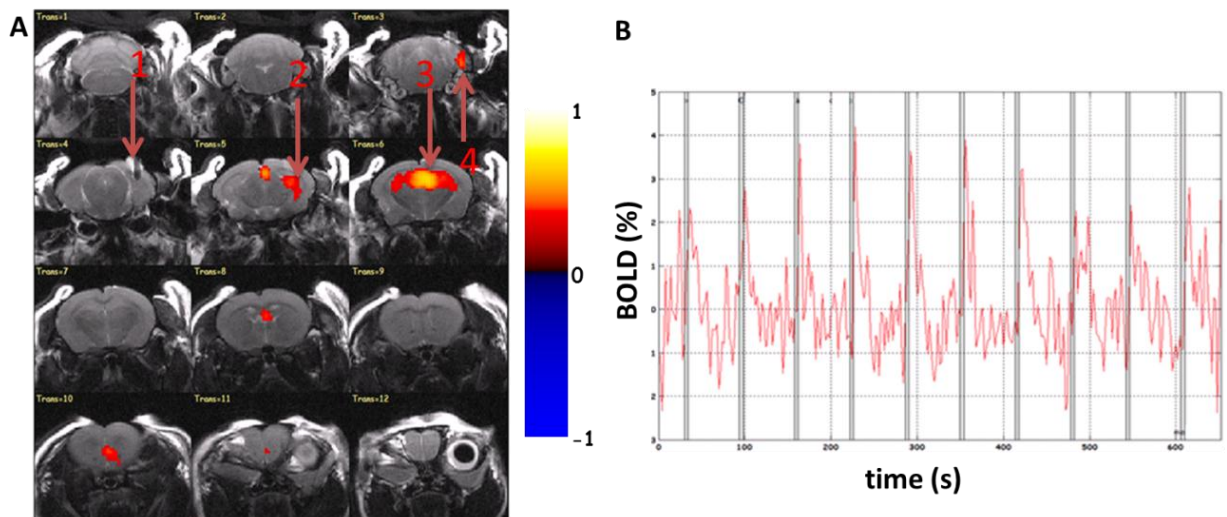 A
B
Trans=1
Trans=2
Trans=3
1
2
3
4
Trans=4
Trans=5
Trans=6
Trans=7
Trans=8
Trans=9
Trans=10
Trans=11
Trans=12
1
0
-1
BOLD (%)
5
4
3
2
1
0
1
2
3
0
100
200
300
400
500
600
time (s)